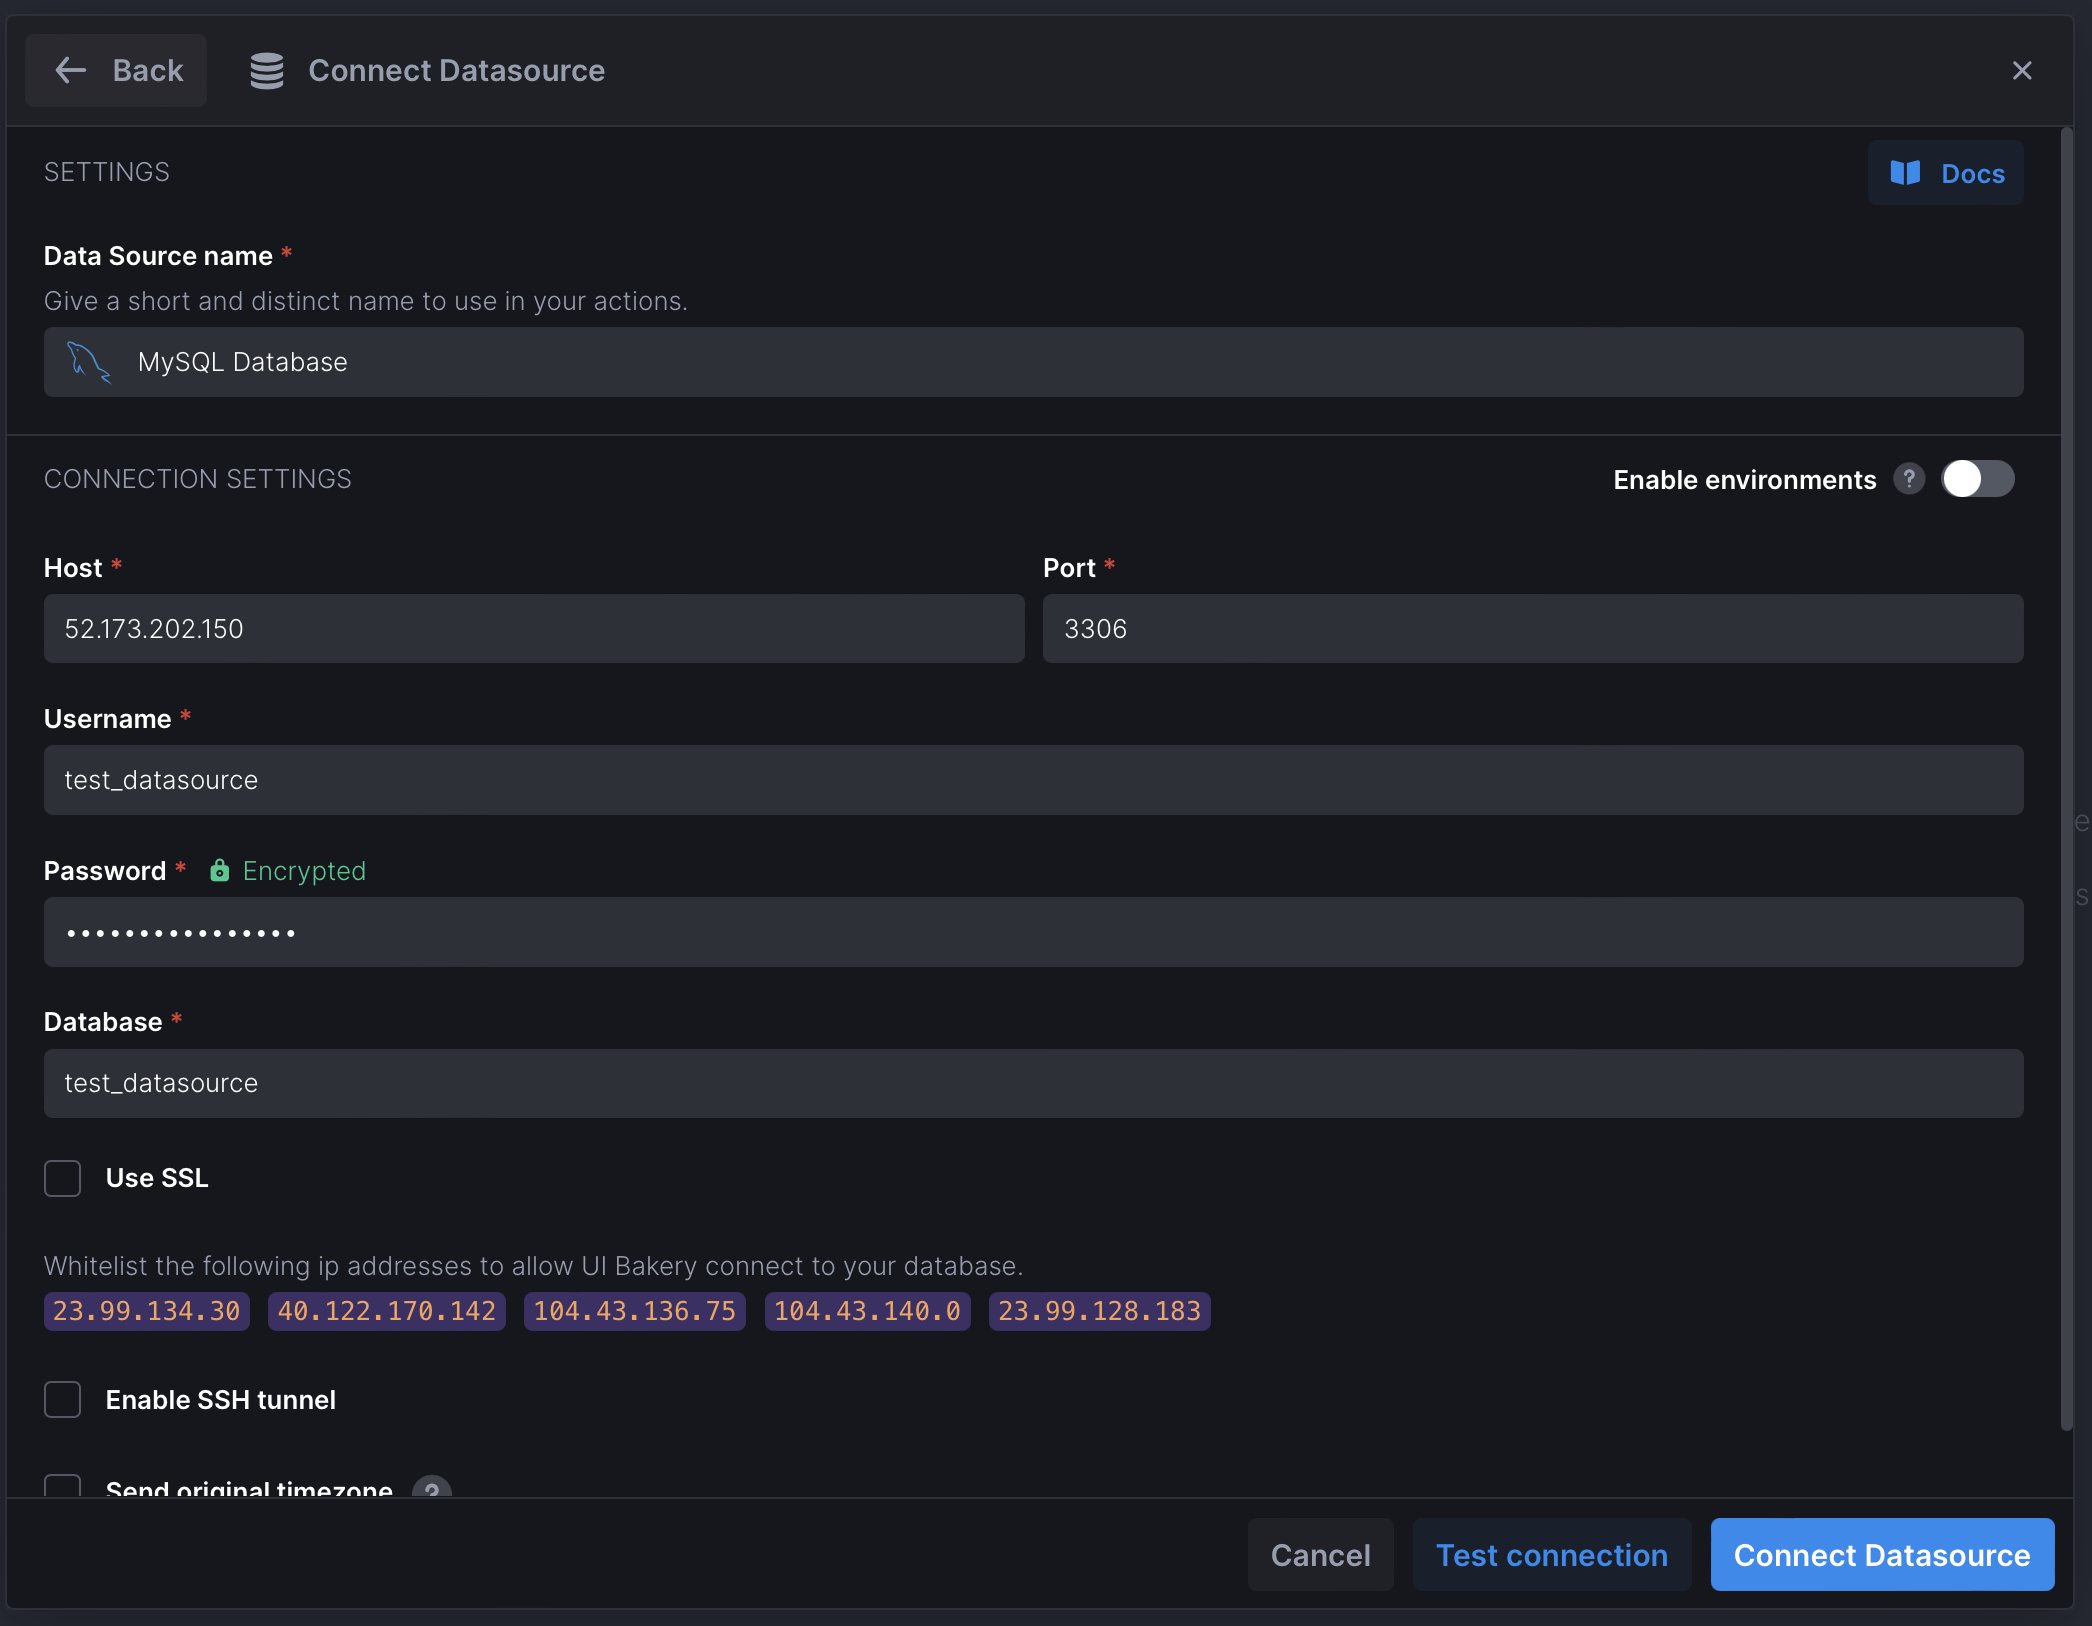 Back
Connect Datasource
SETTINGS
Docs
Data Source name *
Give a short and distinct name to use in your actions.
MySQL Database
CONNECTION SETTINGS
Enable environments ?
Host *
Port *
52.173.202.150
3306
Username *
test_datasource
Password * Encrypted
••••••••••••••••
Database *
test_datasource
Use SSL
Whitelist the following ip addresses to allow UI Bakery connect to your database.
23.99.134.30 40.122.170.142 104.43.136.75 104.43.140.0 23.99.128.183
Enable SSH tunnel
Send original timezone ?
e
s
Cancel
Test connection
Connect Datasource